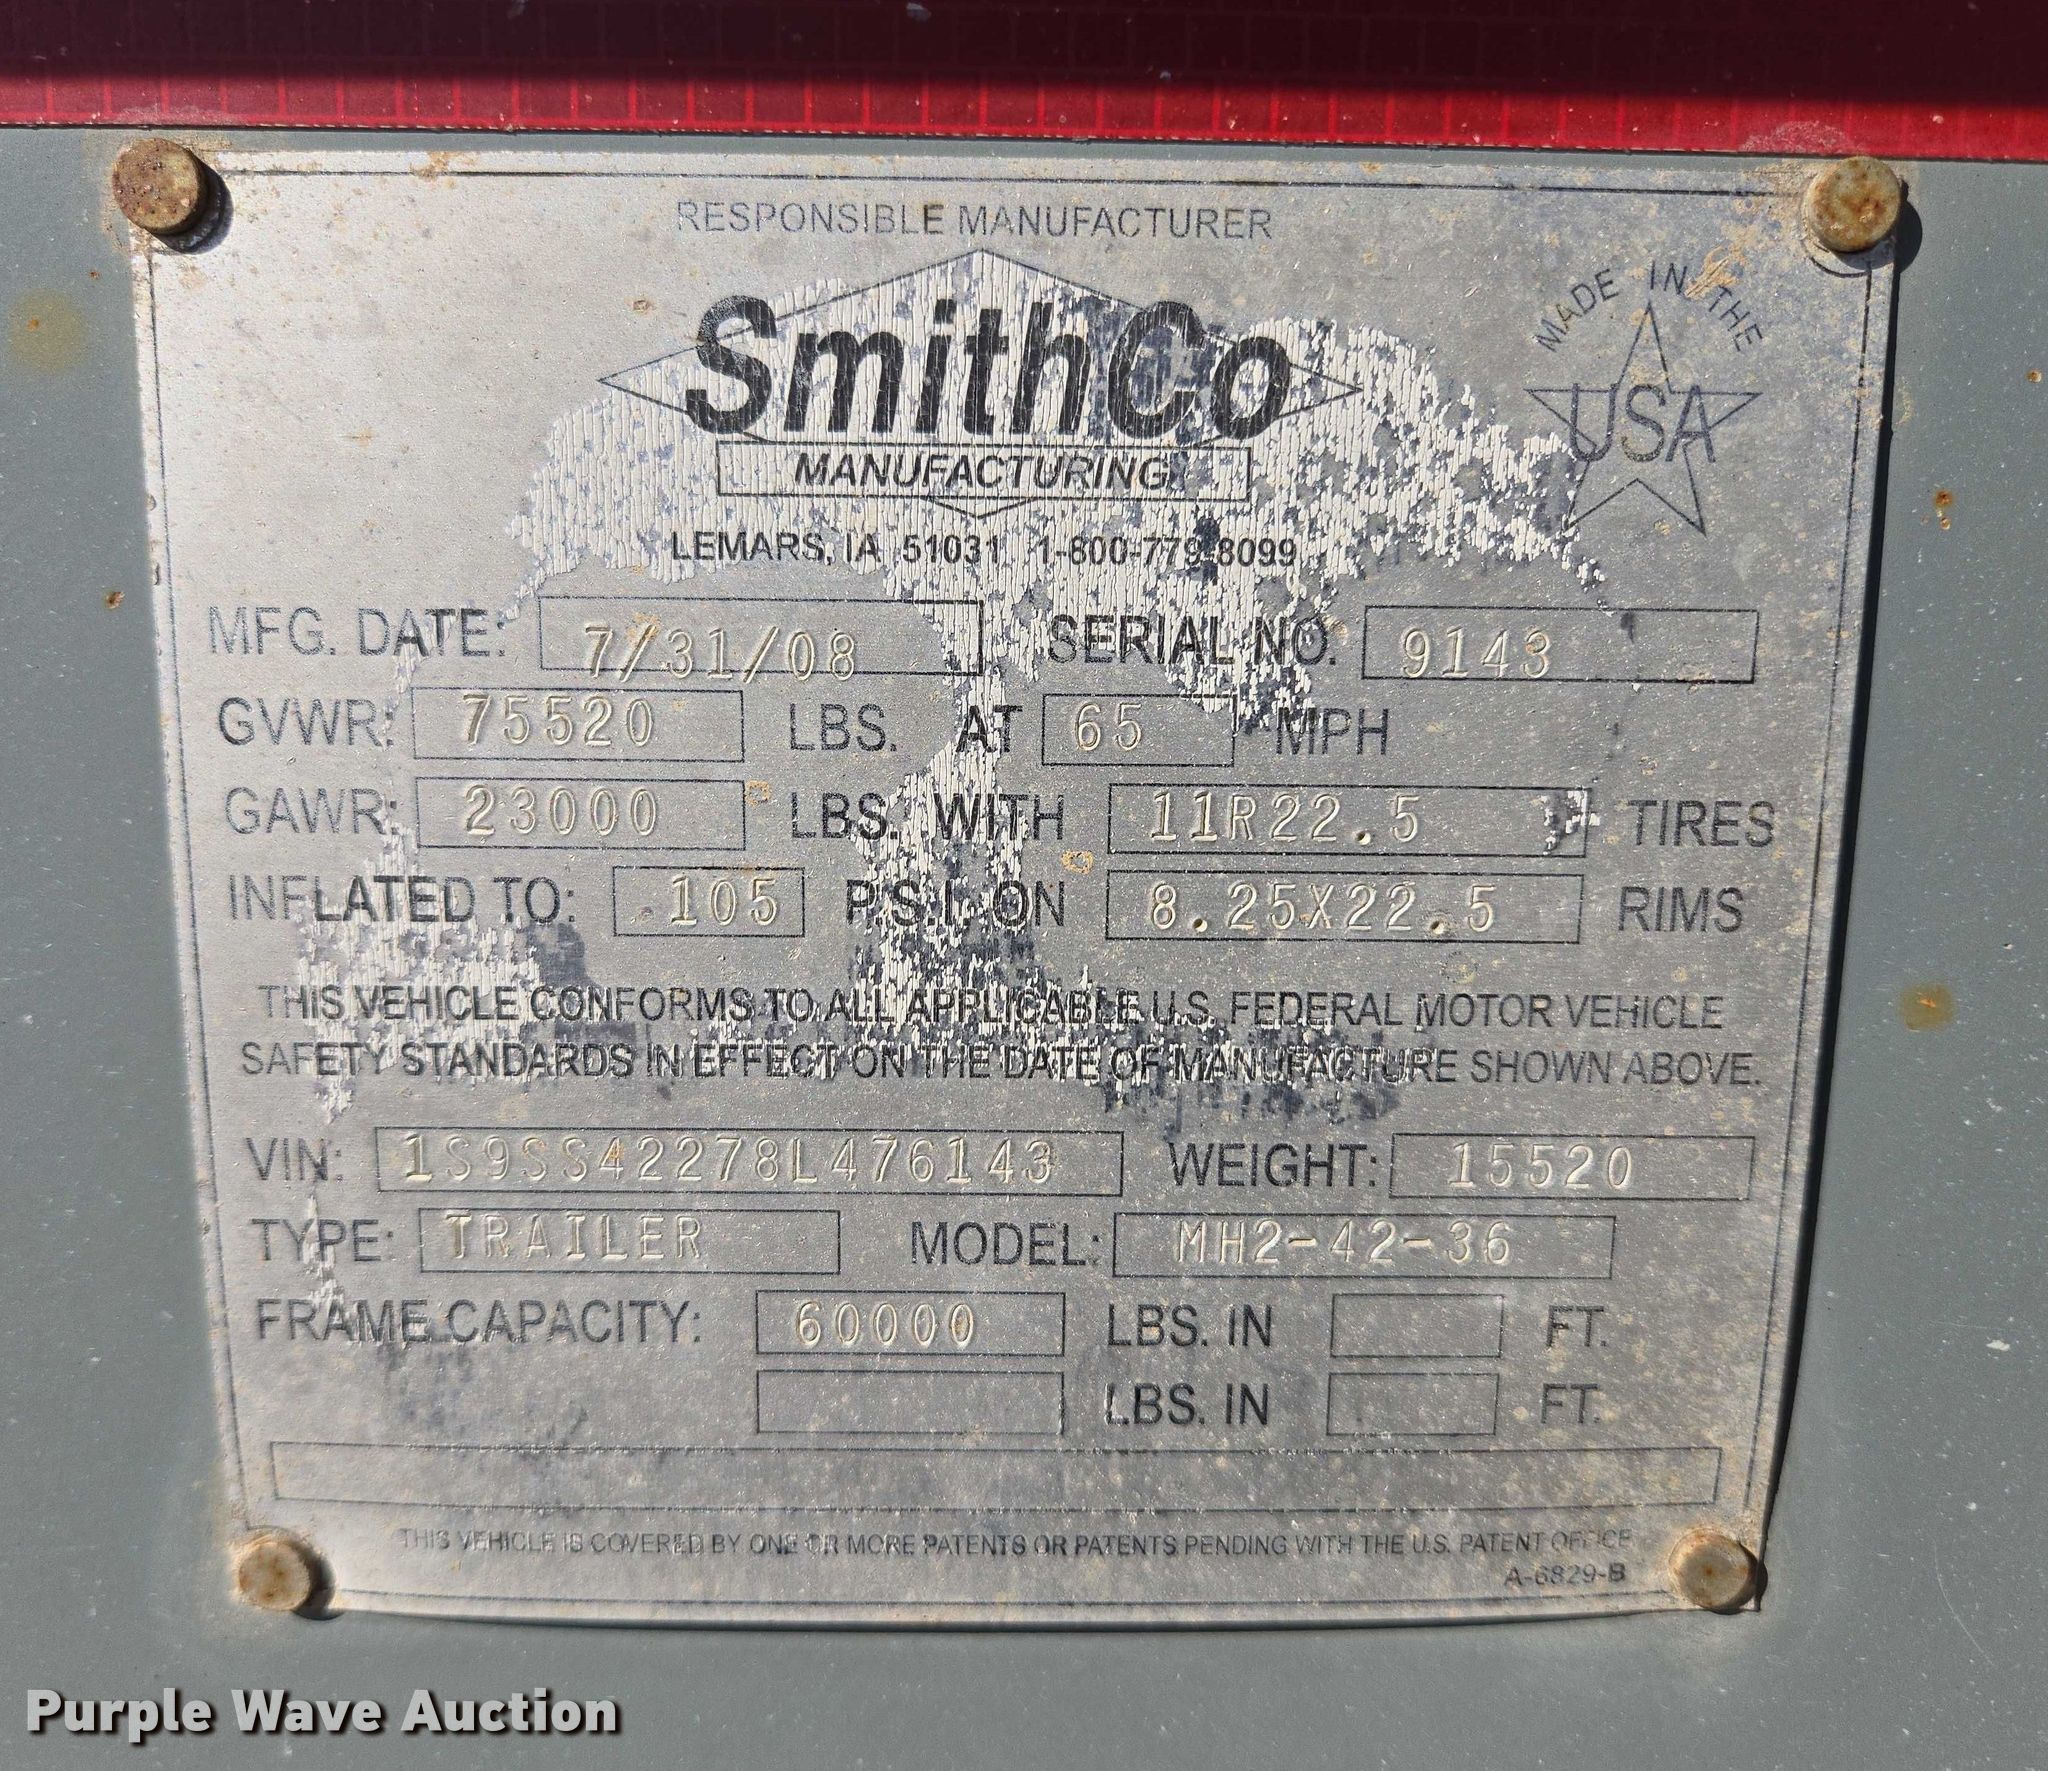 RESPONSIBLE MANUFACTURER
SmithCo
MANUFACTURING
MADE IN THE
USA
LEMARS, IA 51031 1-800-779-8099
MFG. DATE: 7/31/08 SERIAL NO. 9143
GVWR: 75520 LBS. AT 65 MPH
GAWR: 23000 LBS. WITH 11R22.5 TIRES
INFLATED TO: 105 P.S.I. ON 8.25X22.5 RIMS
THIS VEHICLE CONFORMS TO ALL APPLICABLE U.S. FEDERAL MOTOR VEHICLE
SAFETY STANDARDS IN EFFECT ON THE DATE OF MANUFACTURE SHOWN ABOVE.
VIN: 1S9SS42278L476143 WEIGHT: 15520
TYPE: TRAILER MODEL: MH2-42-36
FRAME CAPACITY: 60000 LBS. IN FT.
LBS. IN FT.
THIS VEHICLE IS COVERED BY ONE OR MORE PATENTS OR PATENTS PENDING WITH THE U.S. PATENT OFFICE
A-6829-B
Purple Wave Auction